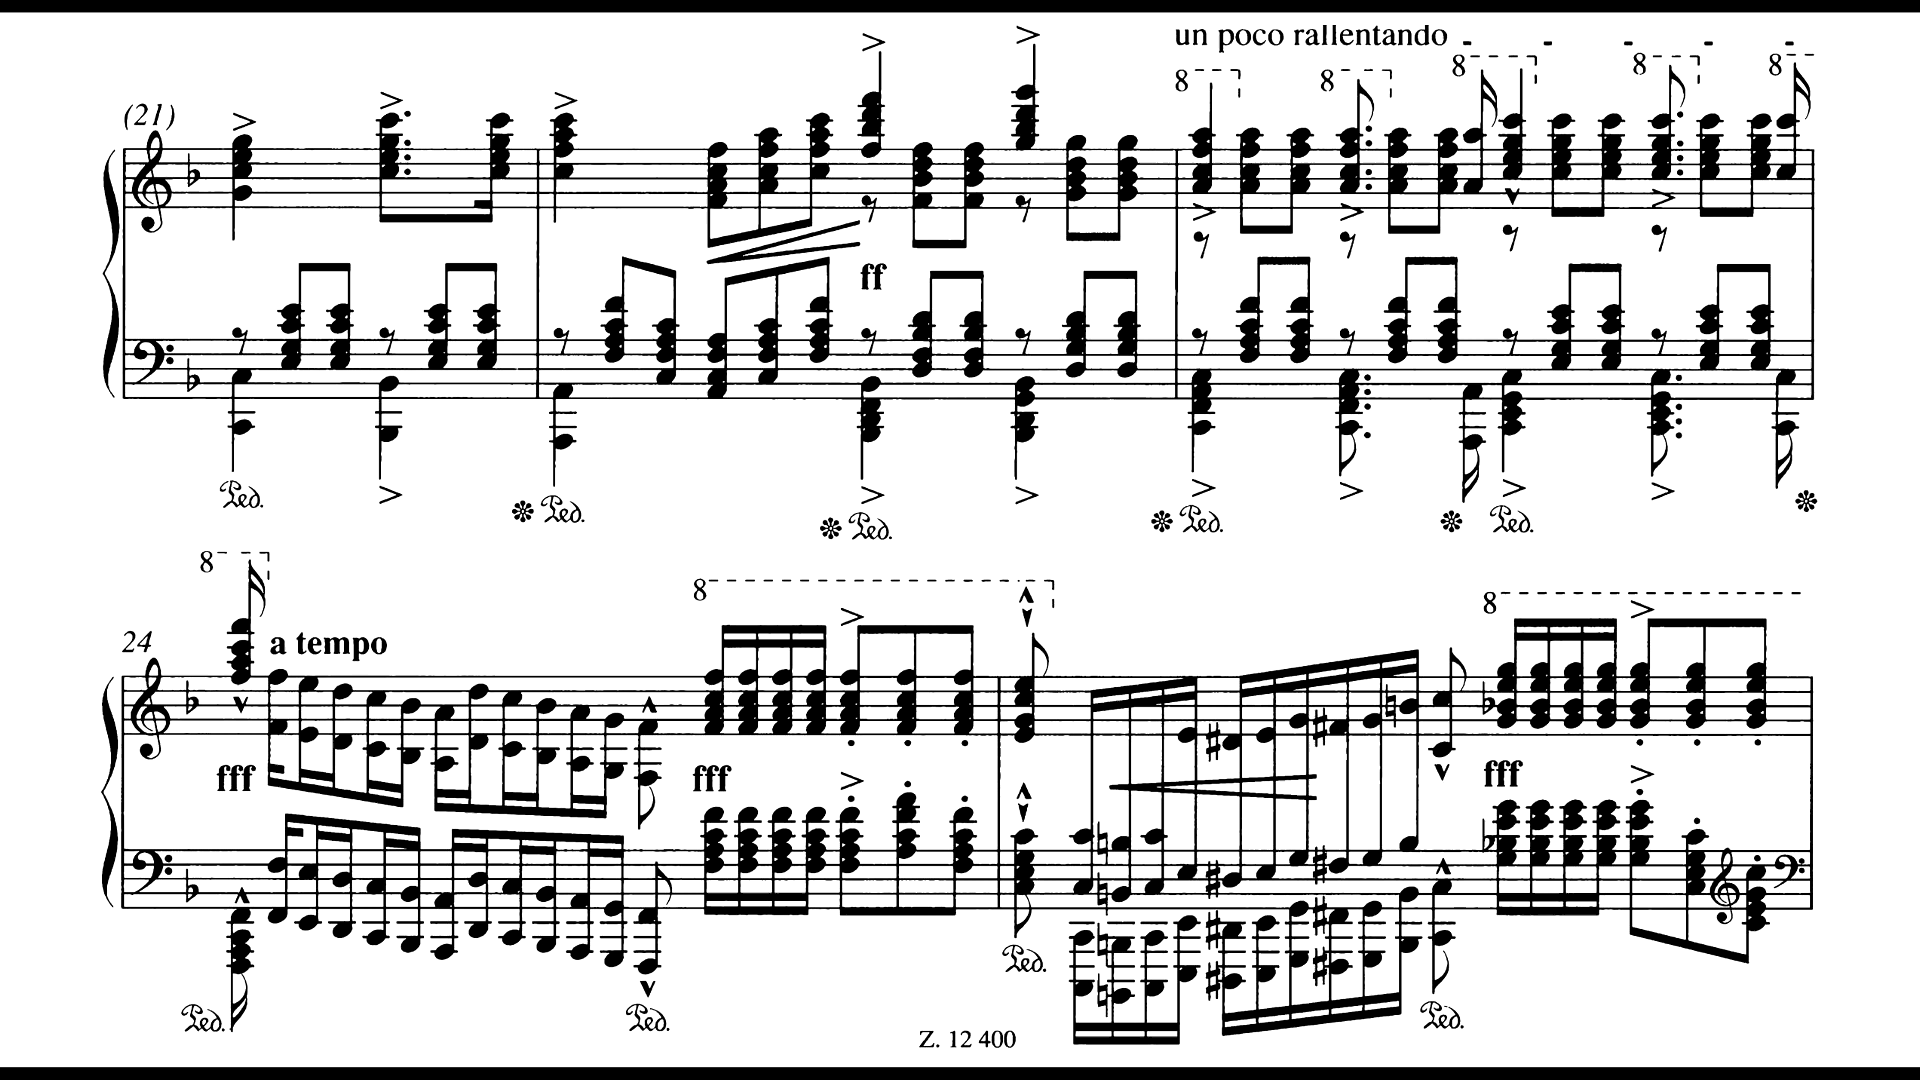 un poco rallentando - - - - -
8 8 8 8 8
(21)
ff
Ped. Ped. Ped. Ped. Ped.
8 8 8
24 a tempo
fff fff fff
Ped. Ped. Ped. Ped.
Z. 12 400